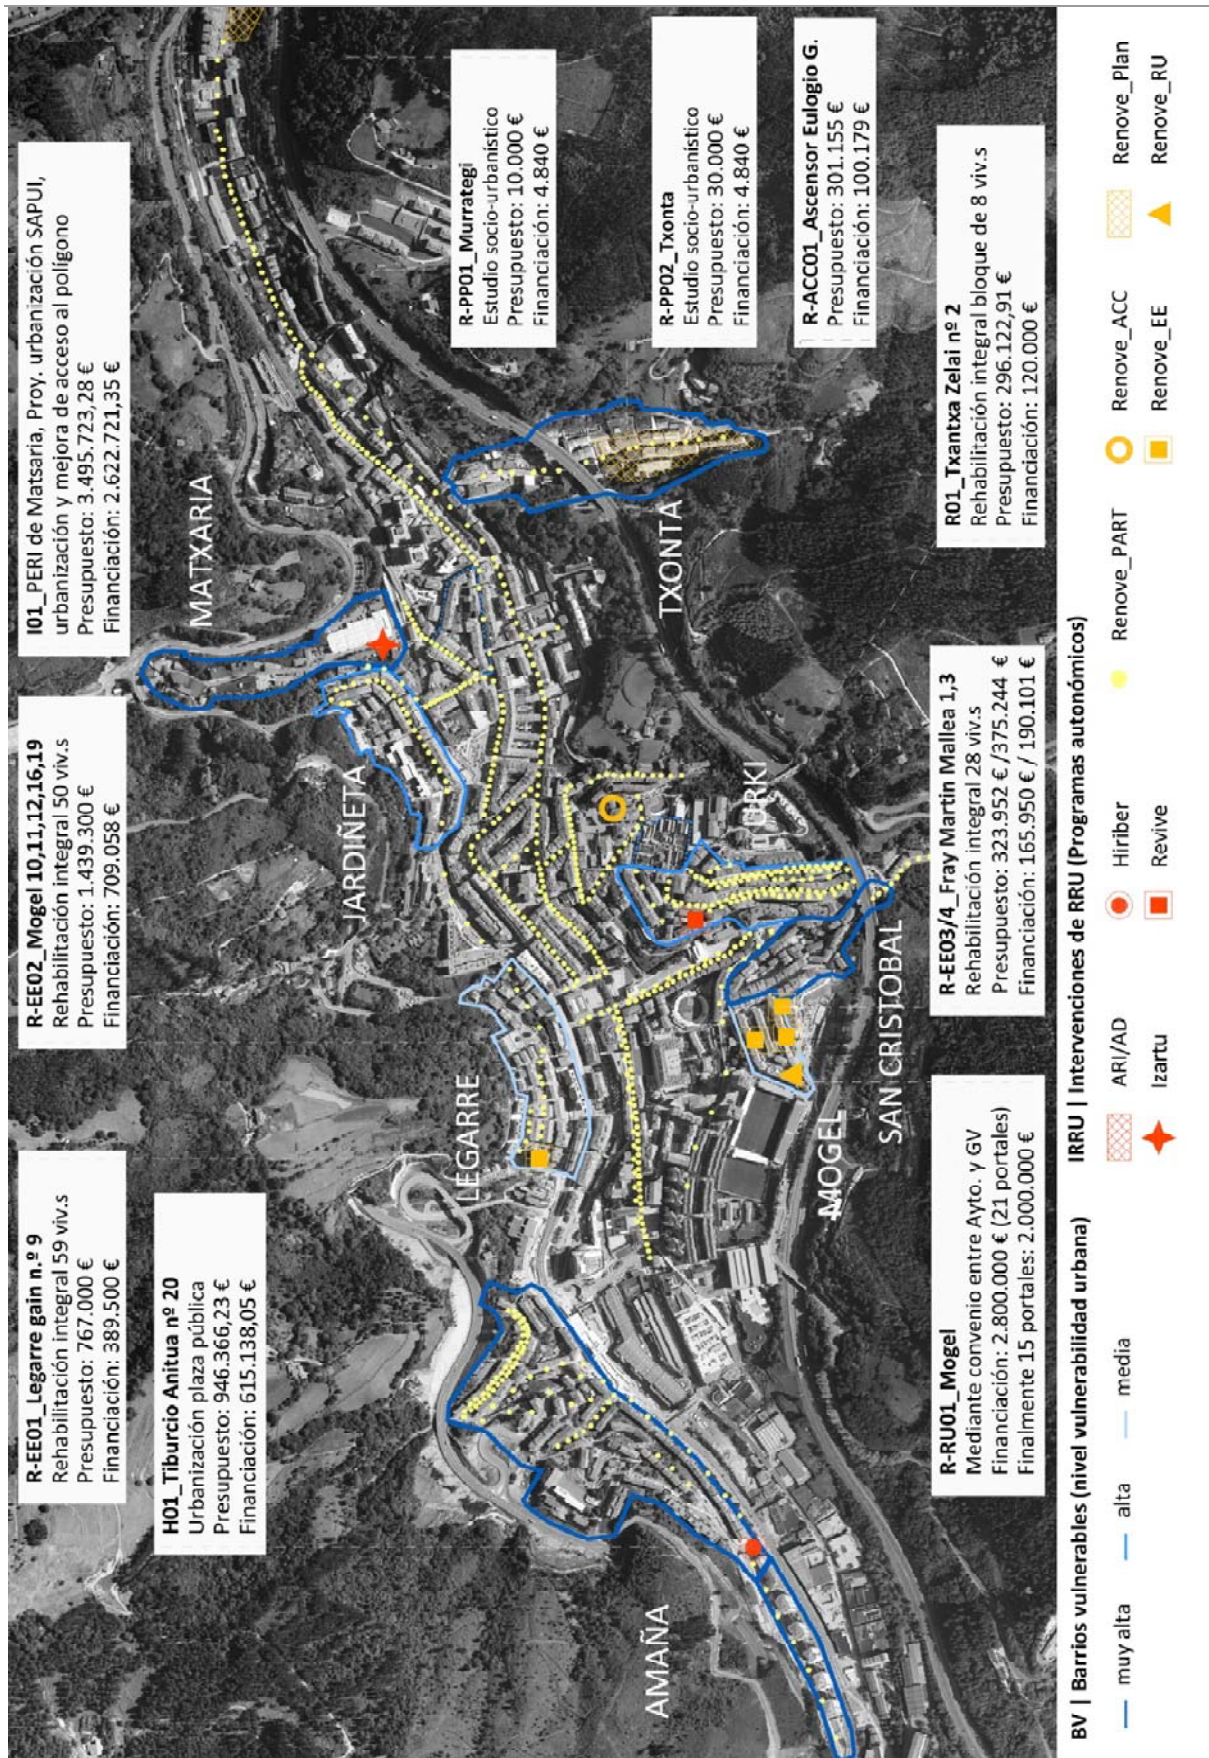 R-EE01_Legarre gain n.º 9
Rehabilitación integral 59 viv.s
Presupuesto: 767.000 €
Financiación: 389.500 €
R-EE02_Mogel 10,11,12,16,19
Rehabilitación integral 50 viv.s
Presupuesto: 1.439.300 €
Financiación: 709.058 €
I01_PERI de Matsaria, Proy. urbanización SAPUI,
urbanización y mejora de acceso al polígono
Presupuesto: 3.495.723,28 €
Financiación: 2.622.721,35 €
H01_Tiburcio Anitua nº 20
Urbanización plaza pública
Presupuesto: 946.366,23 €
Financiación: 615.138,05 €
MATXARIA
JARDIÑETA
LEGARRE
AMAÑA
R-PP01_Murrategi
Estudio socio-urbanístico
Presupuesto: 10.000 €
Financiación: 4.840 €
R-PP02_Txonta
Estudio socio-urbanístico
Presupuesto: 30.000 €
Financiación: 4.840 €
R-ACC01_Ascensor Eulogio G.
Presupuesto: 301.155 €
Financiación: 100.179 €
TXONTA
URKI
MOGEL
SAN CRISTOBAL
R-RU01_Mogel
Mediante convenio entre Ayto. y GV
Financiación: 2.800.000 € (21 portales)
Finalmente 15 portales: 2.000.000 €
R-EE03/4_Fray Martin Mallea 1,3
Rehabilitación integral 28 viv.s
Presupuesto: 323.952 € /375.244 €
Financiación: 165.950 € / 190.101 €
R01_Txantxa Zelai nº 2
Rehabilitación integral bloque de 8 viv.s
Presupuesto: 296.122,91 €
Financiación: 120.000 €
BV | Barrios vulnerables (nivel vulnerabilidad urbana)
muy alta
alta
media
IRRU | Intervenciones de RRU (Programas autonómicos)
ARI/AD
Hiriber
Renove_PART
Renove_ACC
Renove_Plan
Izartu
Revive
Renove_EE
Renove_RU